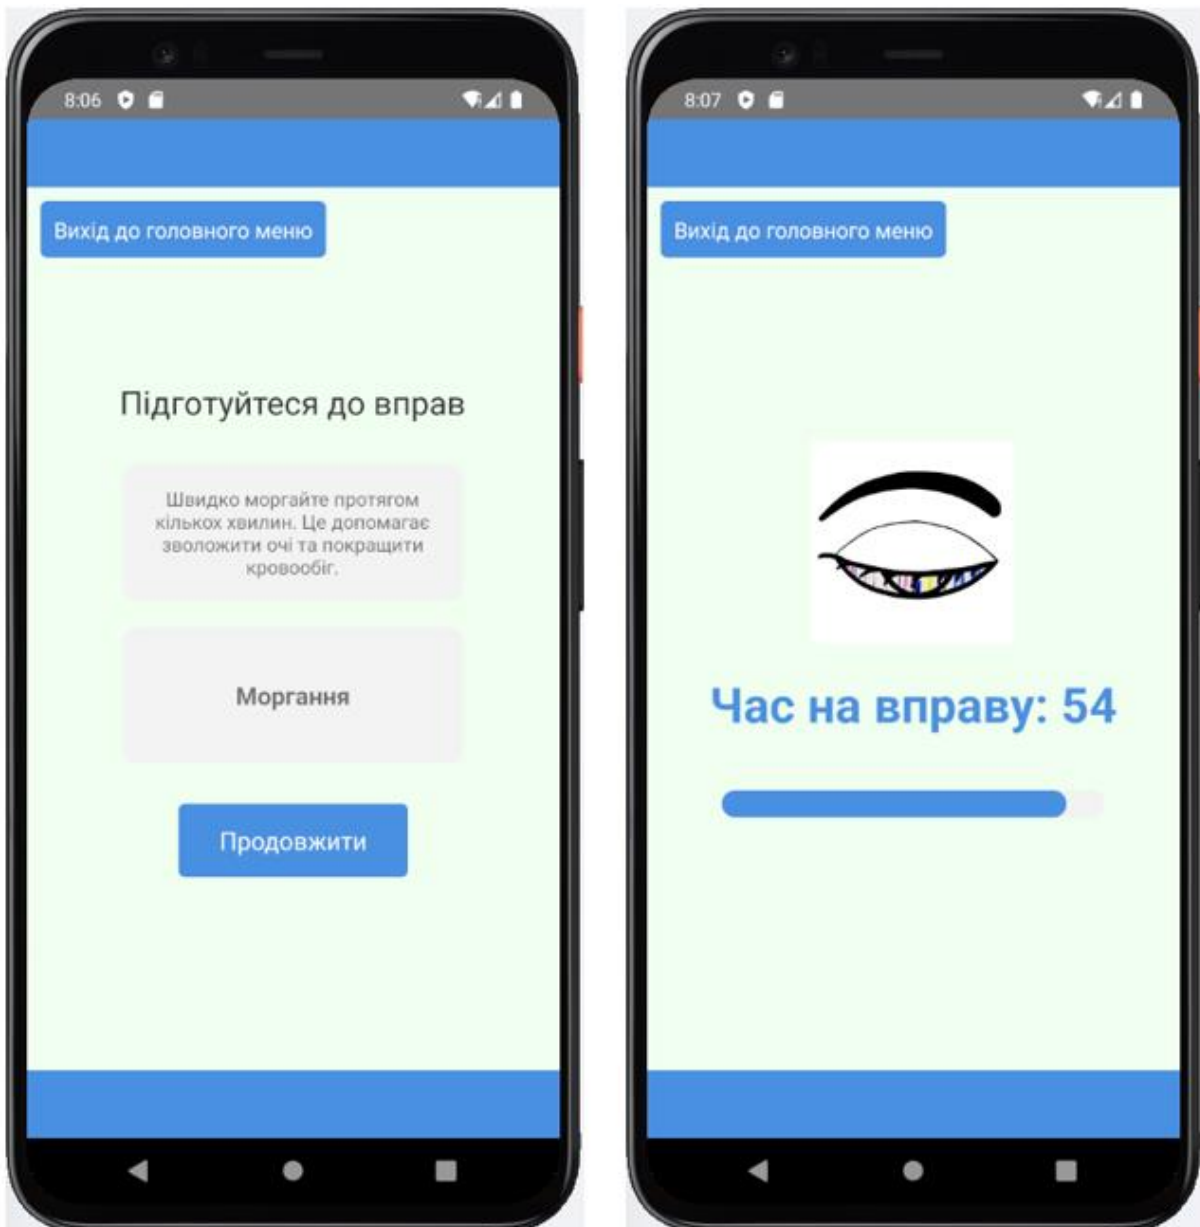 8:06
Вихід до головного меню
Підготуйтеся до вправ
Швидко моргайте протягом
кількох хвилин. Це допомагає
зволожити очі та покращити
кровообіг.
Моргання
Продовжити
8:07
Вихід до головного меню
Час на вправу: 54